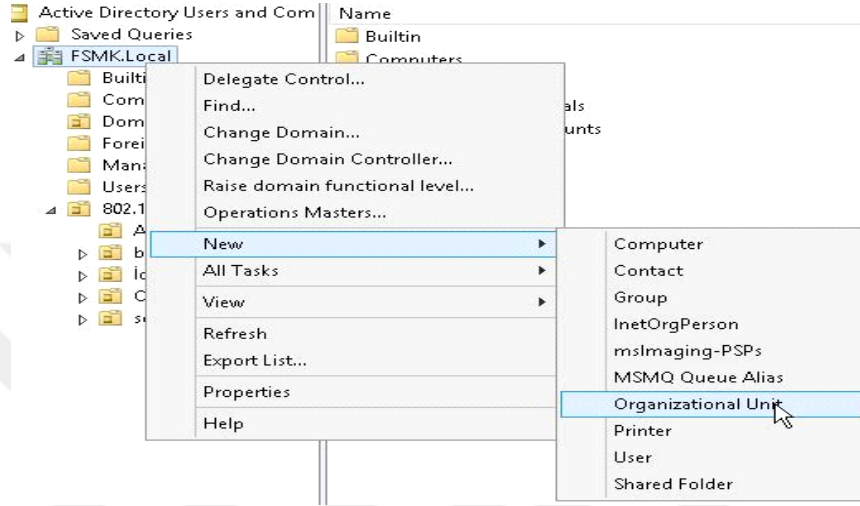 Active Directory Users and Com
Saved Queries
FSMK.Local
Builti
Com
Dom
Forei
Mana
Users
802.1
A
b
C
s
Name
Builtin
Computers
als
unts
Delegate Control...
Find...
Change Domain...
Change Domain Controller...
Raise domain functional level...
Operations Masters...
New
All Tasks
View
Refresh
Export List...
Properties
Help
Computer
Contact
Group
InetOrgPerson
msImaging-PSPs
MSMQ Queue Alias
Organizational Unit
Printer
User
Shared Folder